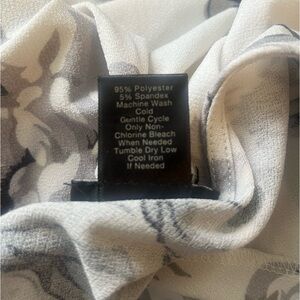 95% Polyester
5% Spandex
Machine Wash
Cold
Gentle Cycle
Only Non-
Chlorine Bleach
When Needed
Tumble Dry Low
Cool Iron
If Needed